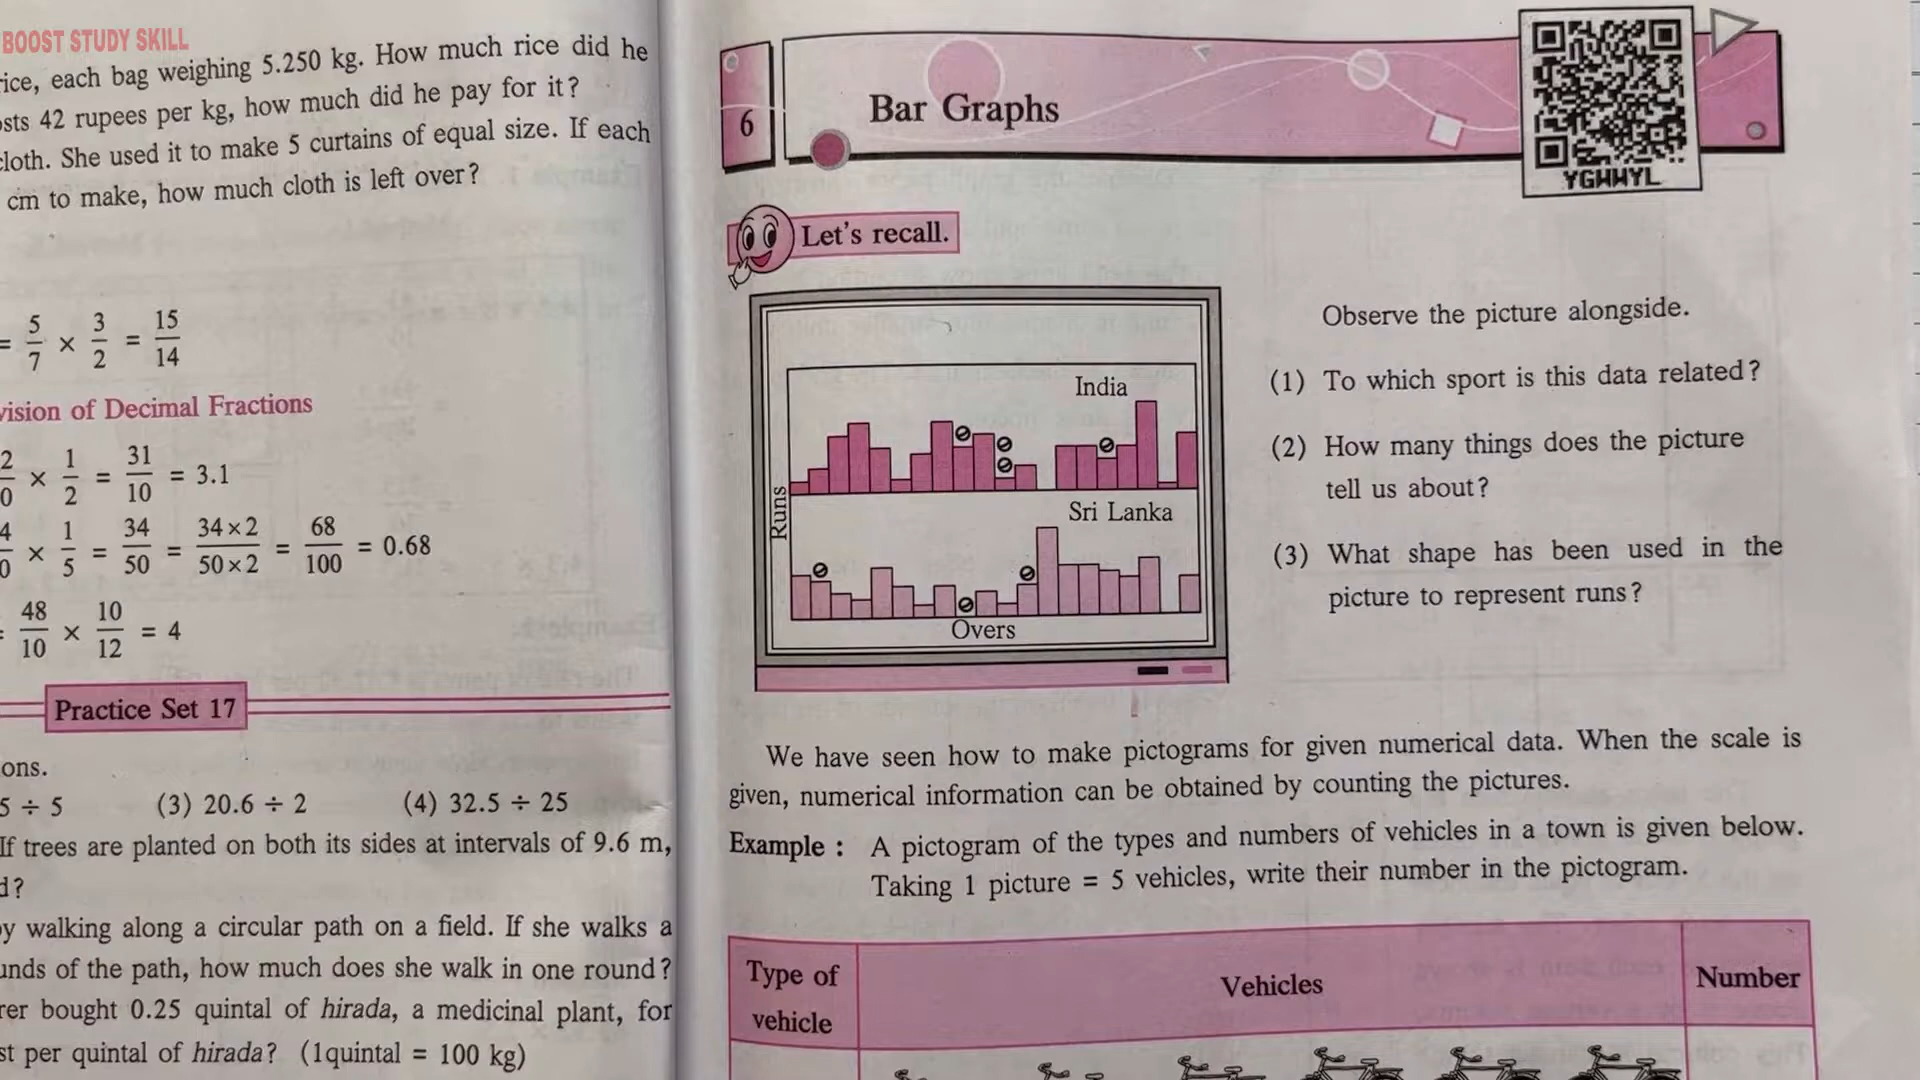 BOOST STUDY SKILL
rice, each bag weighing 5.250 kg. How much rice did he
42 rupees per kg, how much did he pay for it?
cloth. She used it to make 5 curtains of equal size. If each
cm to make, how much cloth is left over?
= 5/7 × 3/2 = 15/14
vision of Decimal Fractions
× 1/2 = 31/10 = 3.1
× 1/5 = 34/50 = 34×2/50×2 = 68/100 = 0.68
= 48/10 × 10/12 = 4
Practice Set 17
ons.
5 ÷ 5 (3) 20.6 ÷ 2 (4) 32.5 ÷ 25
If trees are planted on both its sides at intervals of 9.6 m,
d?
y walking along a circular path on a field. If she walks a
unds of the path, how much does she walk in one round?
rer bought 0.25 quintal of hirada, a medicinal plant, for
st per quintal of hirada? (1quintal = 100 kg)
6
Bar Graphs
YGWWYL
Let's recall.
India
Runs
Sri Lanka
Overs
Observe the picture alongside.
(1) To which sport is this data related?
(2) How many things does the picture
tell us about?
(3) What shape has been used in the
picture to represent runs?
We have seen how to make pictograms for given numerical data. When the scale is
given, numerical information can be obtained by counting the pictures.
Example : A pictogram of the types and numbers of vehicles in a town is given below.
Taking 1 picture = 5 vehicles, write their number in the pictogram.
Type of
vehicle
Vehicles
Number